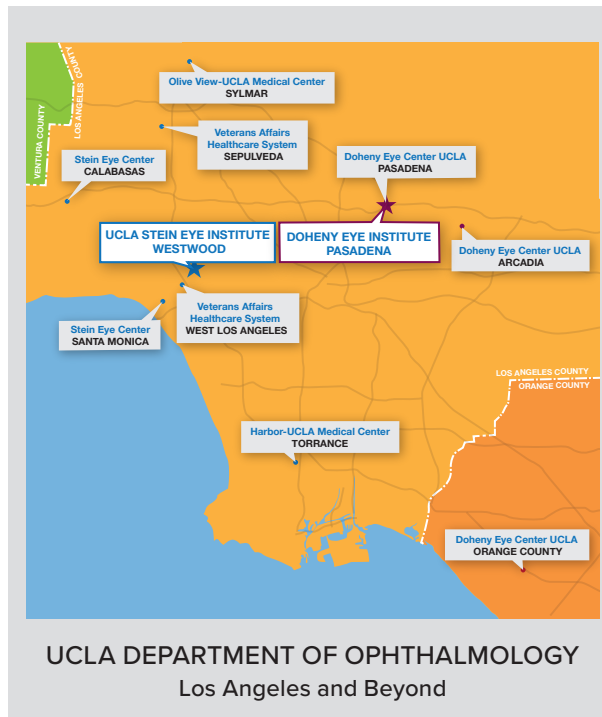 VENTURA COUNTY
LOS ANGELES COUNTY
Olive View-UCLA Medical Center
SYLMAR
Veterans Affairs
Healthcare System
SEPULVEDA
Stein Eye Center
CALABASAS
Doheny Eye Center UCLA
PASADENA
UCLA STEIN EYE INSTITUTE
WESTWOOD
DOHENY EYE INSTITUTE
PASADENA
Doheny Eye Center UCLA
ARCADIA
Veterans Affairs
Healthcare System
WEST LOS ANGELES
Stein Eye Center
SANTA MONICA
LOS ANGELES COUNTY
ORANGE COUNTY
Harbor-UCLA Medical Center
TORRANCE
Doheny Eye Center UCLA
ORANGE COUNTY
UCLA DEPARTMENT OF OPHTHALMOLOGY
Los Angeles and Beyond